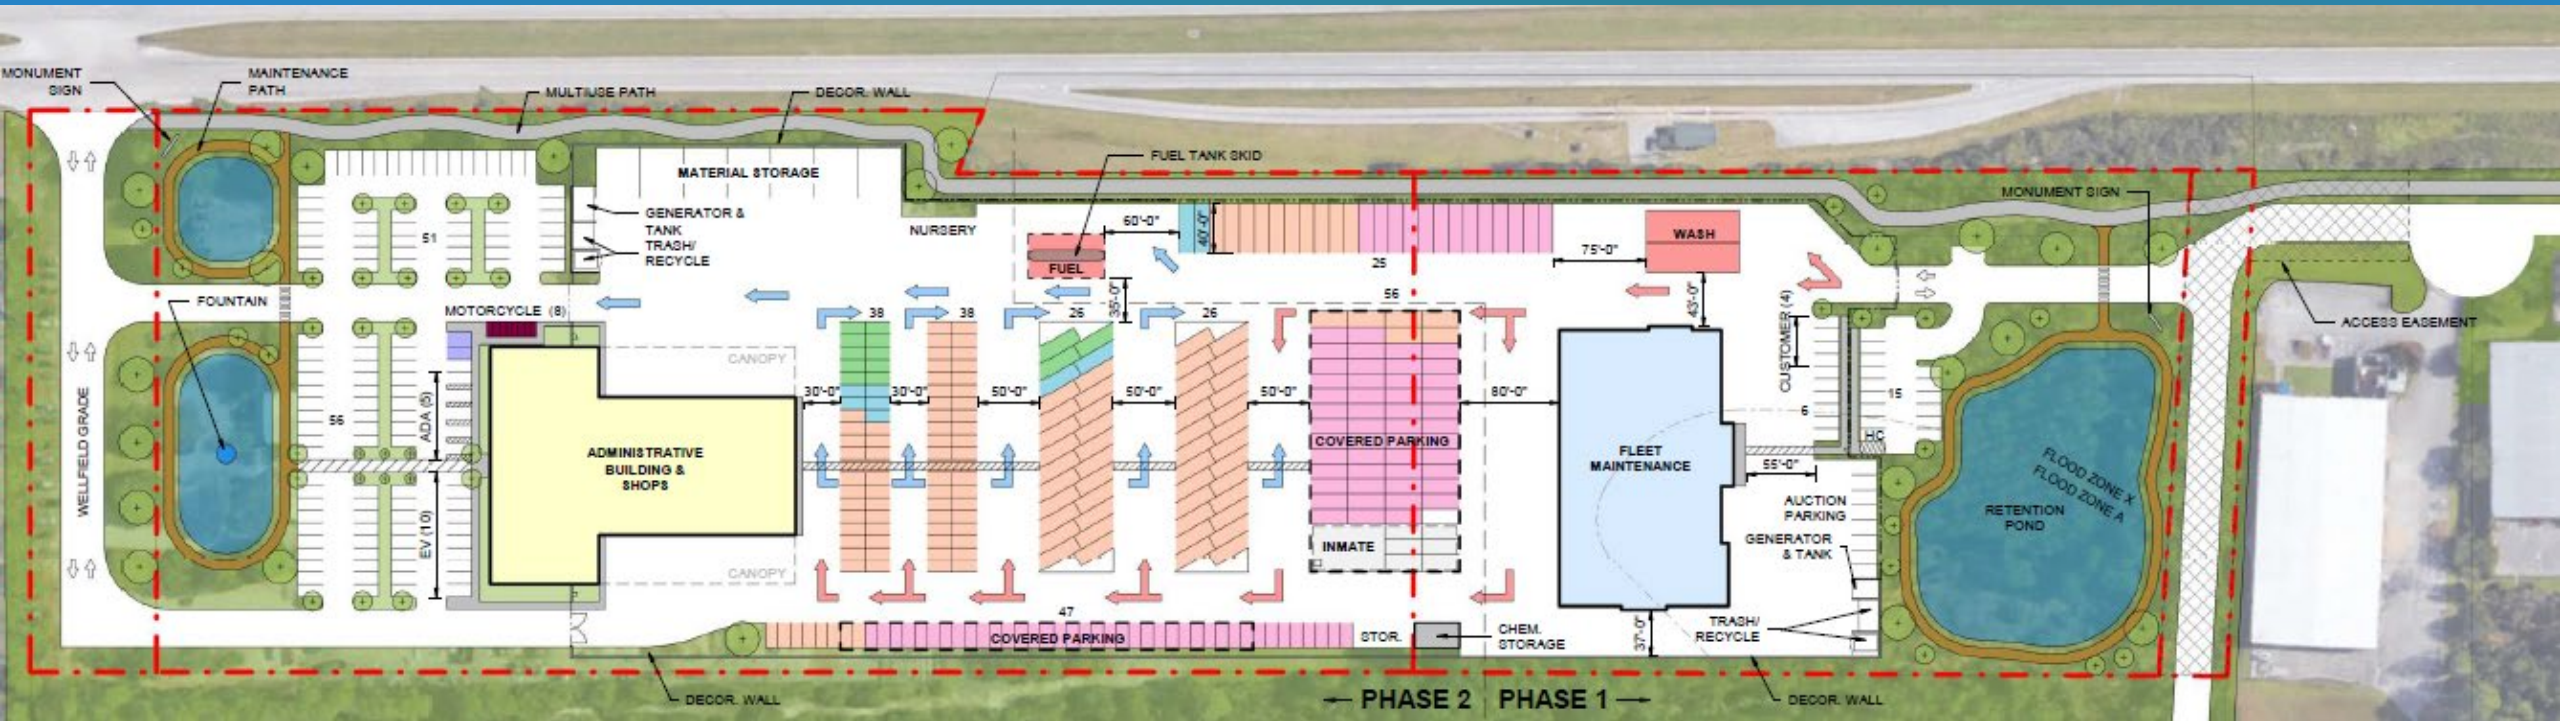 MONUMENT
SIGN
MAINTENANCE
PATH
MULTIUSE PATH
DECOR. WALL
FUEL TANK SKID
MATERIAL STORAGE
MONUMENT SIGN
GENERATOR &
TANK
TRASH/
RECYCLE
51
NURSERY
60'-0"
40'-0"
WASH
FUEL
25
75'-0"
FOUNTAIN
MOTORCYCLE (8)
35'-0"
56
43'-0"
CUSTOMER (4)
ACCESS EASEMENT
38
38
26
26
CANOPY
WELLFIELD GRADE
56
ADA (5)
30'-0"
30'-0"
50'-0"
50'-0"
50'-0"
80'-0"
6
15
HC
COVERED PARKING
ADMINISTRATIVE
BUILDING &
SHOPS
FLEET
MAINTENANCE
55'-0"
FLOOD ZONE X
FLOOD ZONE A
EV (10)
AUCTION
PARKING
RETENTION
POND
INMATE
GENERATOR
& TANK
CANOPY
47
COVERED PARKING
STOR.
CHEM.
STORAGE
37'-0"
TRASH/
RECYCLE
DECOR. WALL
PHASE 2
PHASE 1
DECOR. WALL